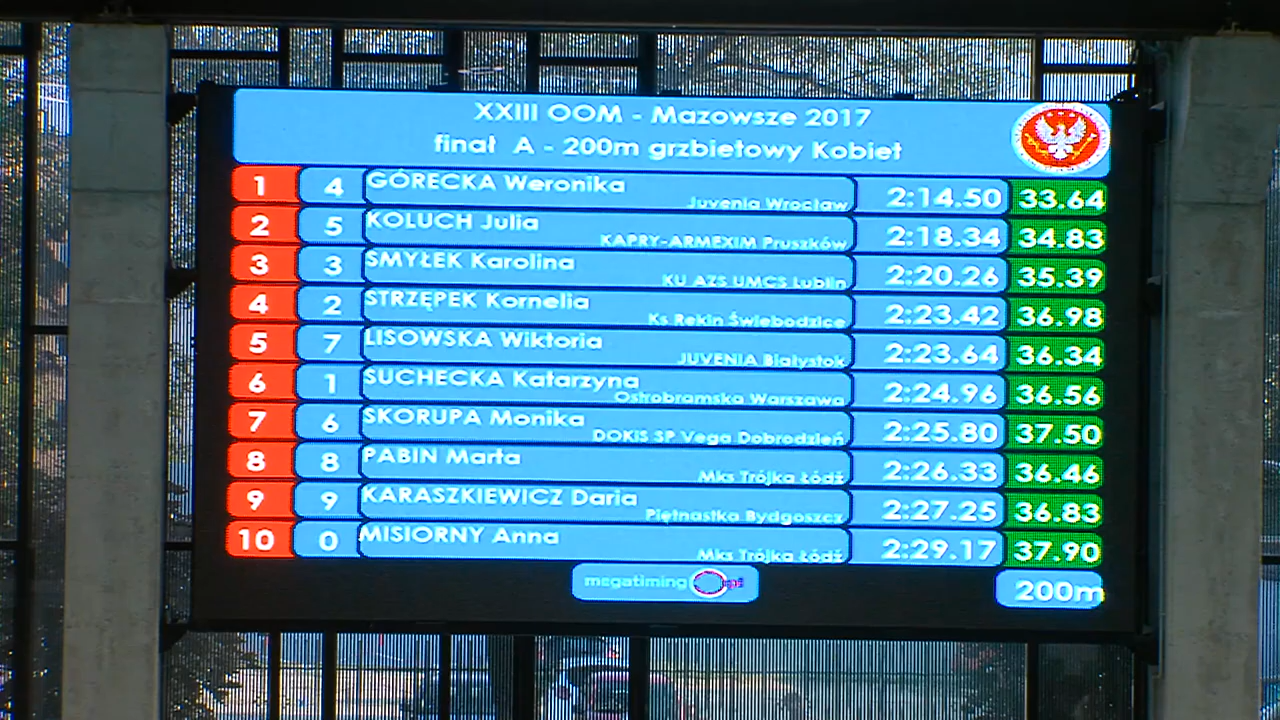 XXIII OOM - Mazowsze 2017
finał A - 200m grzbietowy Kobiet
1 4 GÓRECKA Weronika Juvenia Wrocław 2:14.50 33.64
2 5 KOLUCH Julia KAPRY-ARMEXIM Pruszków 2:18.34 34.83
3 3 SMYŁEK Karolina KU AZS UMCS Lublin 2:20.26 35.39
4 2 STRZĘPEK Kornelia Ks Rekin Świebodzice 2:23.42 36.98
5 7 LISOWSKA Wiktoria JUVENIA Białystok 2:23.64 36.34
6 1 SUCHECKA Katarzyna Ostrobramska Warszawa 2:24.96 36.56
7 6 SKORUPA Monika DOKIS SP Vega Dobrodzień 2:25.80 37.50
8 8 PABIN Marta Mks Trójka Łódź 2:26.33 36.46
9 9 KARASZKIEWICZ Daria Piętnastka Bydgoszcz 2:27.25 36.83
10 0 MISIORNY Anna Mks Trójka Łódź 2:29.17 37.90
megatiming
200m